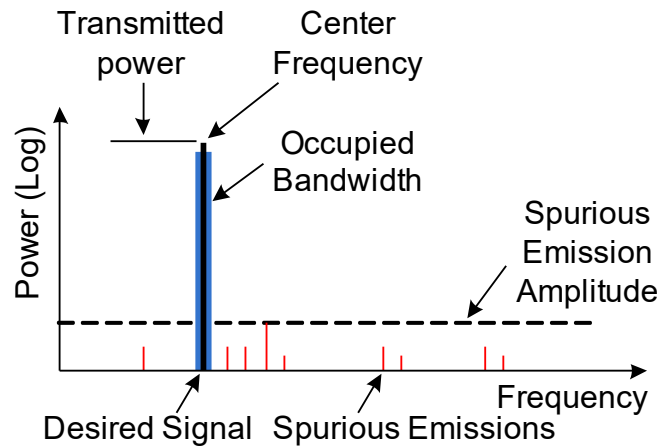 Transmitted
power
Center
Frequency
Occupied
Bandwidth
Power (Log)
Spurious
Emission
Amplitude
Frequency
Desired Signal
Spurious Emissions